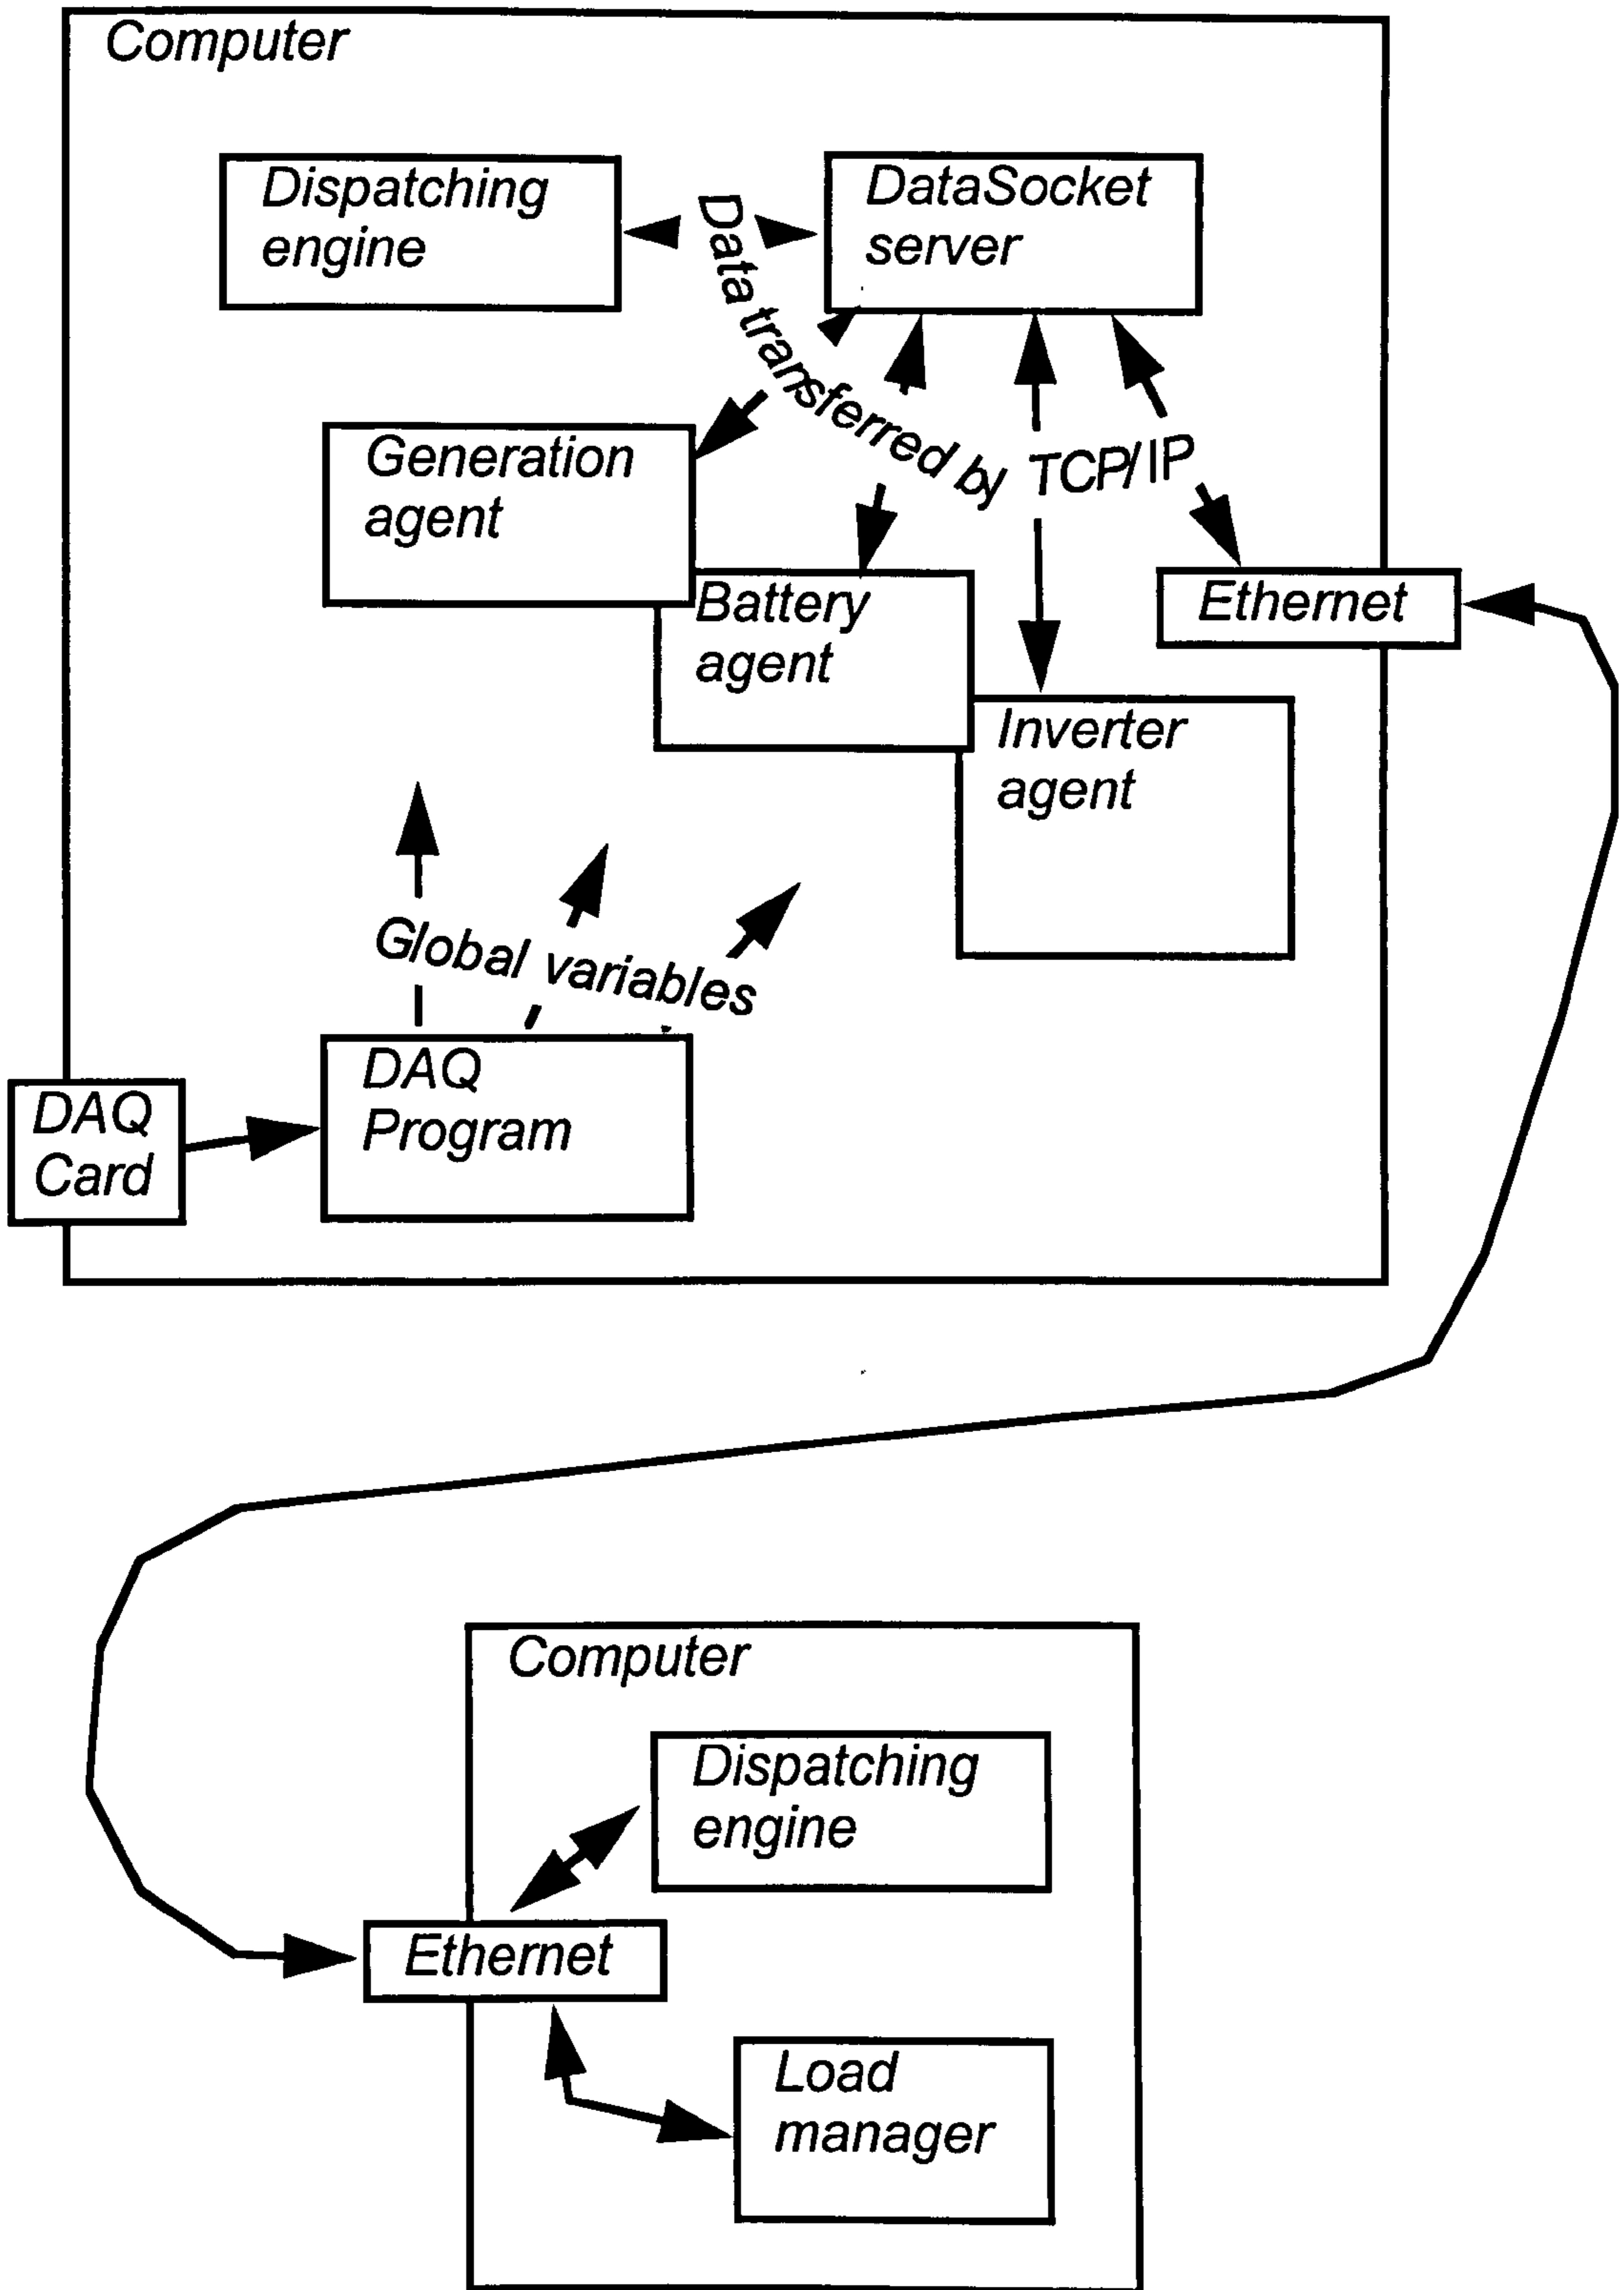 Computer
Dispatching
engine
DataSocket
server
Data transferred by TCP/IP
Generation
agent
Battery
agent
Ethernet
Inverter
agent
Global variables
DAQ
Program
DAQ
Card
Computer
Dispatching
engine
Ethernet
Load
manager